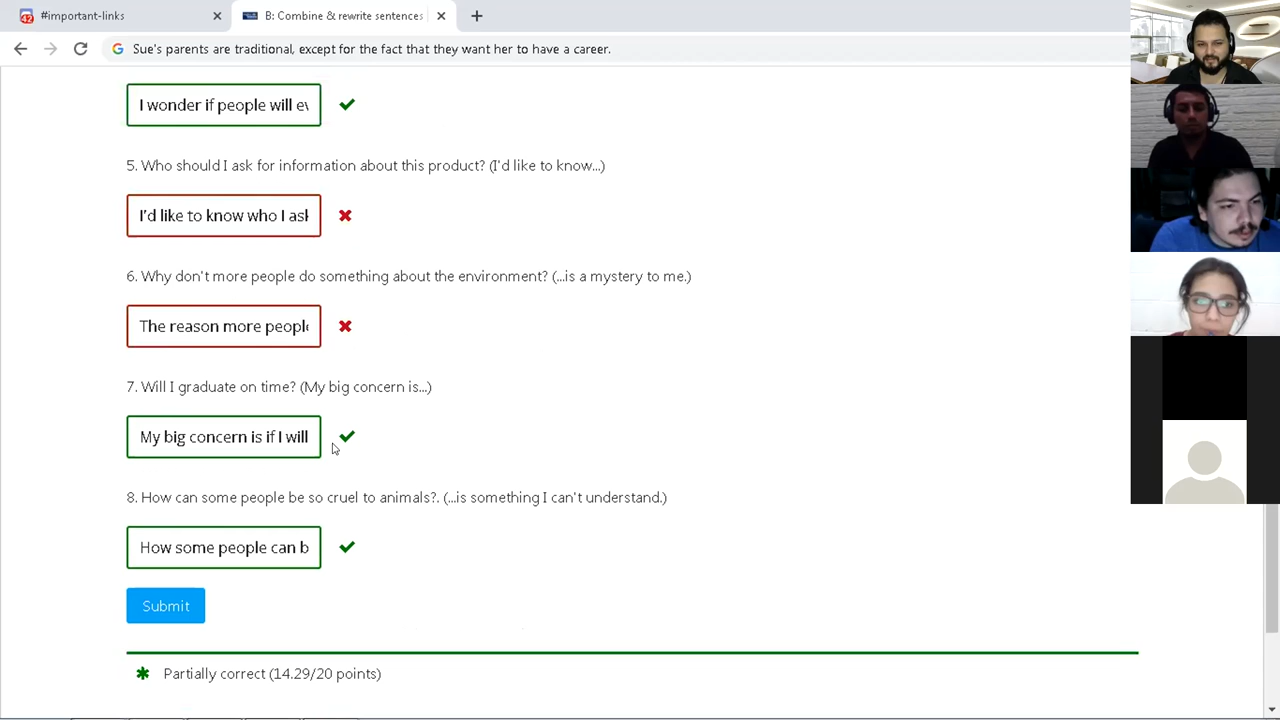 #important-links
B: Combine & rewrite sentences
Sue's parents are traditional, except for the fact that they want her to have a career.
I wonder if people will ev
5. Who should I ask for information about this product? (I'd like to know...)
I'd like to know who I ask
6. Why don't more people do something about the environment? (...is a mystery to me.)
The reason more people
7. Will I graduate on time? (My big concern is...)
My big concern is if I will
8. How can some people be so cruel to animals?. (...is something I can't understand.)
How some people can b
Submit
Partially correct (14.29/20 points)